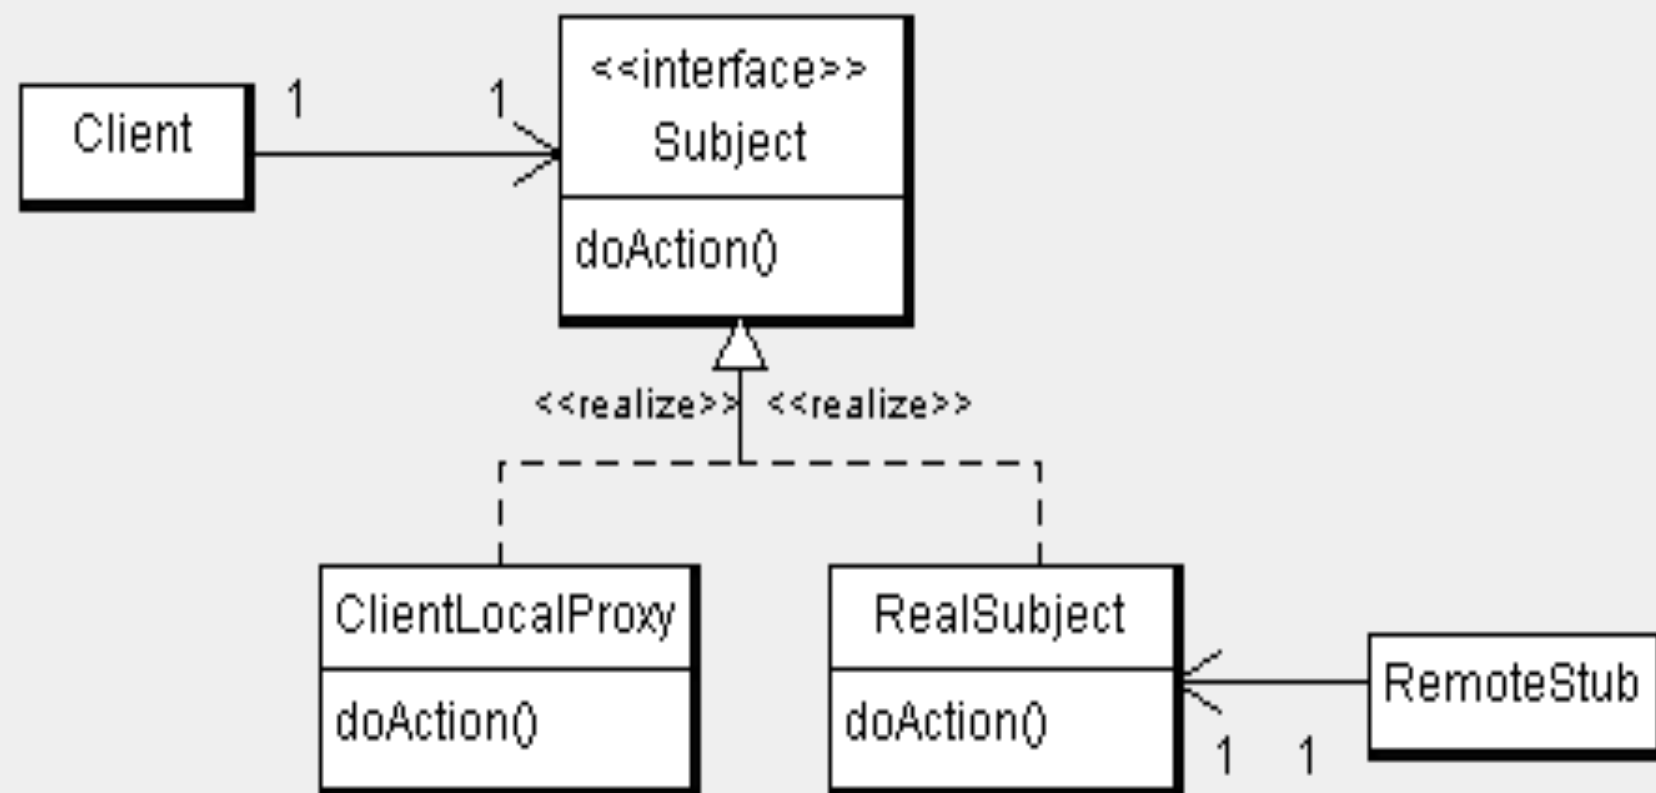 Client
1
1
<<interface>>
Subject
doAction()
<<realize>>
<<realize>>
ClientLocalProxy
doAction()
RealSubject
doAction()
RemoteStub
1
1